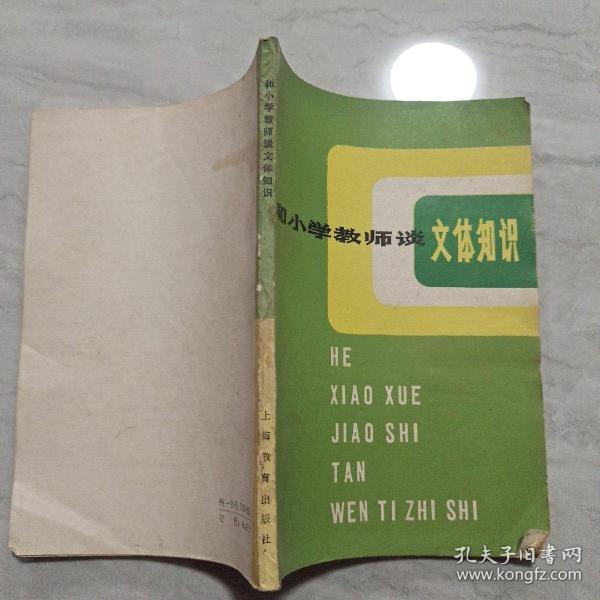 和小学教师谈文体知识
上海教育出版社
和小学教师谈
文体知识
HE
XIAO XUE
JIAO SHI
TAN
WEN TI ZHI SHI
孔夫子旧书网
www.kongfz.com